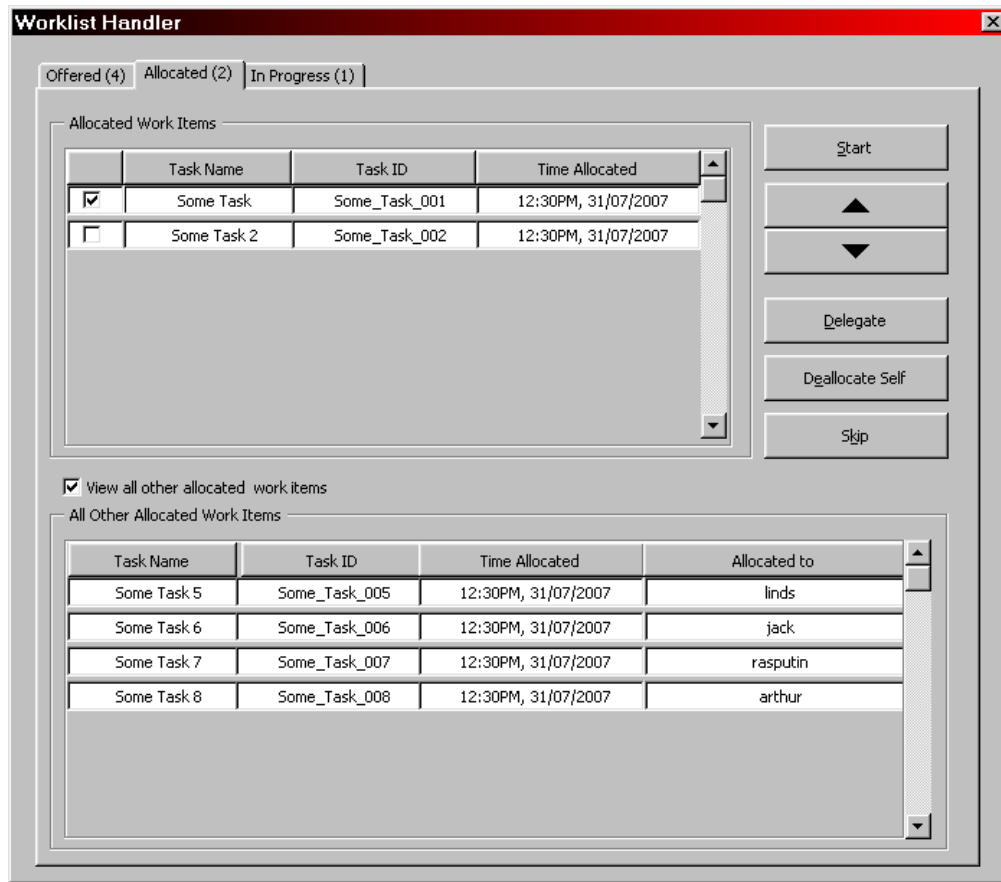 Worklist Handler
Offered (4) Allocated (2) In Progress (1)
Allocated Work Items
Task Name Task ID Time Allocated
Some Task Some_Task_001 12:30PM, 31/07/2007
Some Task 2 Some_Task_002 12:30PM, 31/07/2007
Start
Delegate
Deallocate Self
Skip
View all other allocated work items
All Other Allocated Work Items
Task Name Task ID Time Allocated Allocated to
Some Task 5 Some_Task_005 12:30PM, 31/07/2007 linds
Some Task 6 Some_Task_006 12:30PM, 31/07/2007 jack
Some Task 7 Some_Task_007 12:30PM, 31/07/2007 rasputin
Some Task 8 Some_Task_008 12:30PM, 31/07/2007 arthur